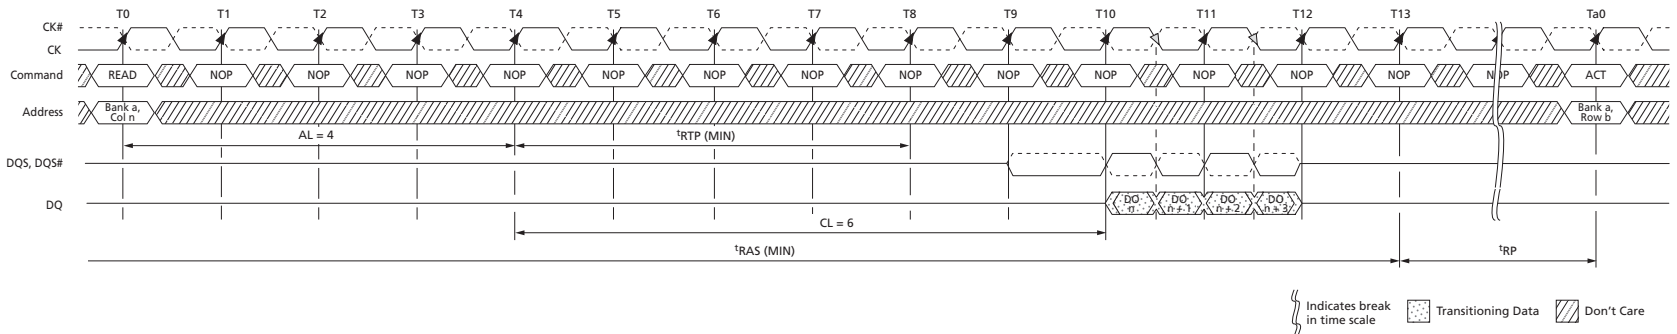 T0 T1 T2 T3 T4 T5 T6 T7 T8 T9 T10 T11 T12 T13 Ta0
CK#
CK
Command READ NOP NOP NOP NOP NOP NOP NOP NOP NOP NOP NOP NOP NOP NOP ACT
Address Bank a, Col n Bank a, Row b
AL = 4 tRTP (MIN)
DQS, DQS#
DQ DO n DO n + 1 DO n + 2 DO n + 3
CL = 6
tRAS (MIN) tRP
Indicates break in time scale Transitioning Data Don't Care